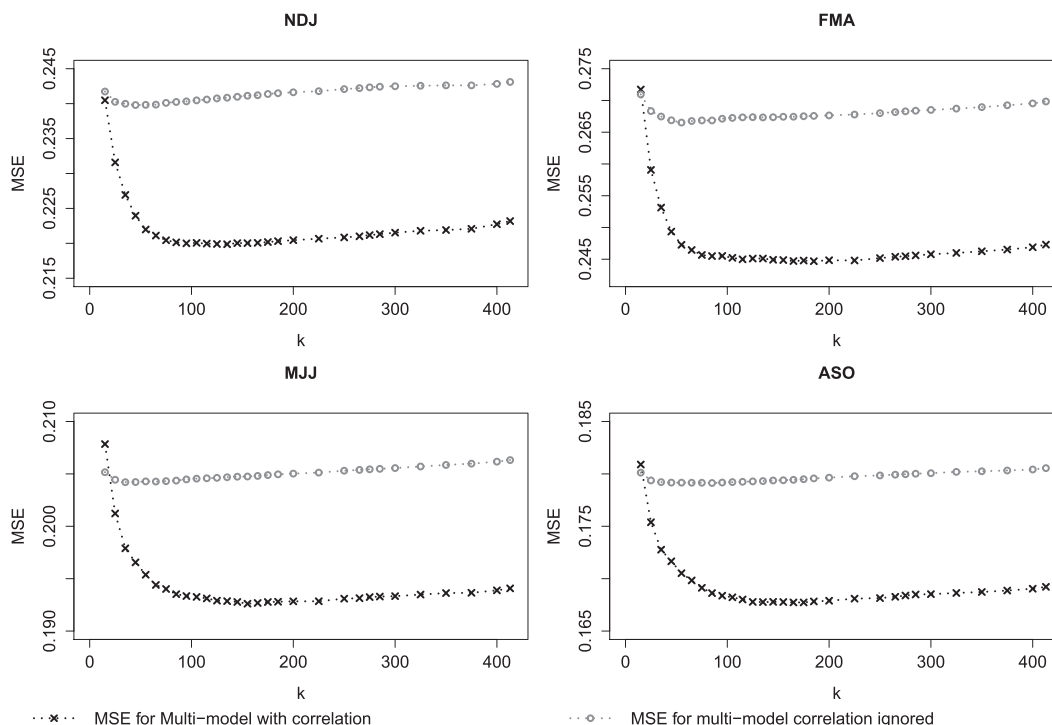 NDJ
MSE
0.215 0.225 0.235 0.245
0 100 200 300 400
k
FMA
MSE
0.245 0.255 0.265 0.275
0 100 200 300 400
k
MJJ
MSE
0.190 0.200 0.210
0 100 200 300 400
k
ASO
MSE
0.165 0.175 0.185
0 100 200 300 400
k
MSE for Multi−model with correlation
MSE for multi−model correlation ignored